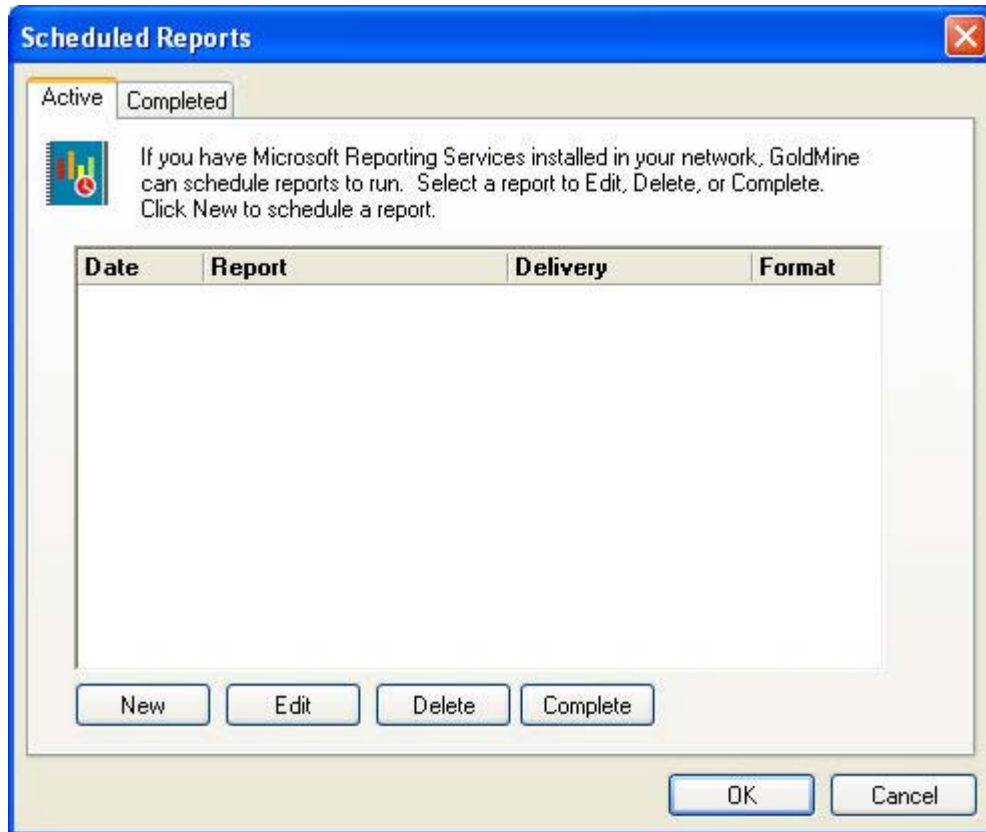 Scheduled Reports
Active Completed
If you have Microsoft Reporting Services installed in your network, GoldMine
can schedule reports to run. Select a report to Edit, Delete, or Complete.
Click New to schedule a report.
Date Report Delivery Format
New Edit Delete Complete
OK Cancel